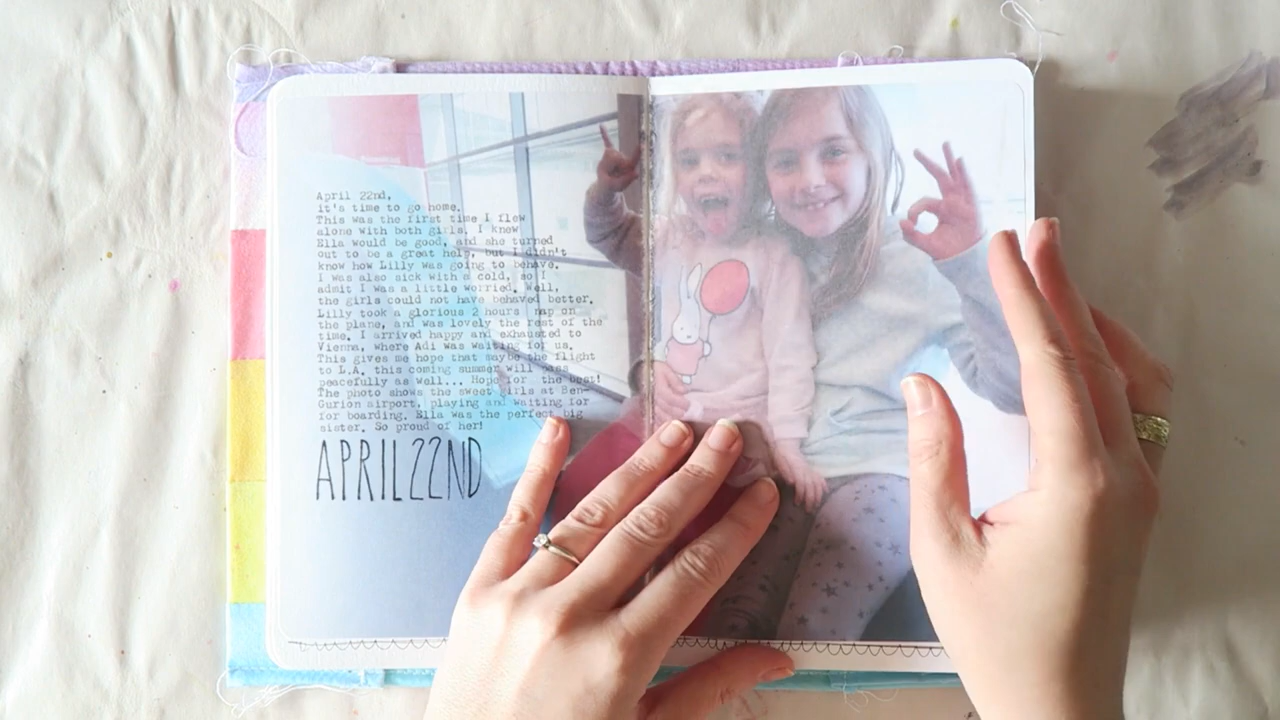 April 22nd,
it's time to go home.
This was the first time I flew
alone with both girls. I knew
Ella would be good, and she turned
out to be a great help, but I didn't
know how Lilly was going to behave.
I was also sick with a cold, so I
admit I was a little worried. Well,
the girls could not have behaved better.
Lilly took a glorious 2 hours nap on
the plane, and was lovely the rest of the
time. I arrived happy and exhausted to
Vienna, where Adi was waiting for us.
This gives me hope that maybe the flight
to L.A, this coming summer will pass
peacefully as well... Hope for the best!
The photo shows the sweet girls at Ben-
Gurion airport, playing and waiting for
for boarding. Ella was the perfect big
sister. So proud of her!
APRIL22ND